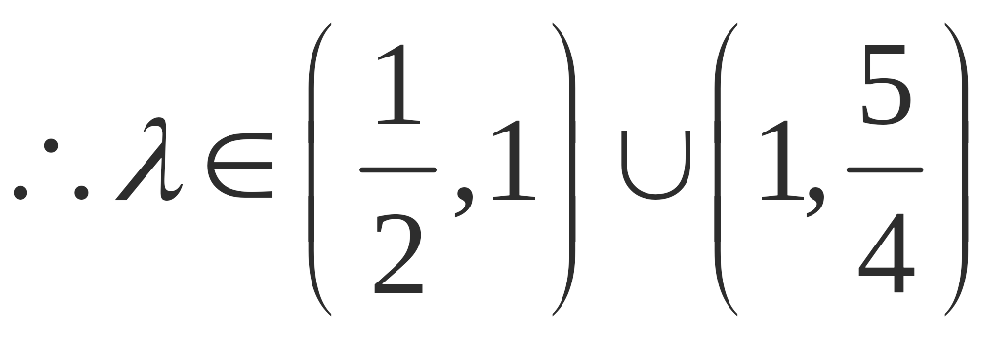 ∴ λ ∈ (1/2, 1) ∪ (1, 5/4)